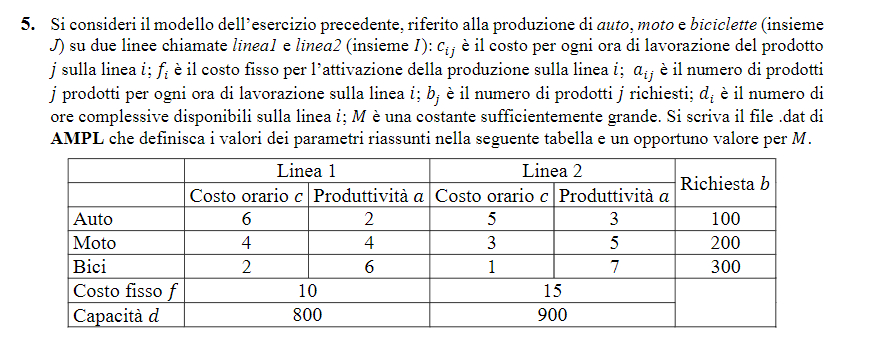 5. Si consideri il modello dell’esercizio precedente, riferito alla produzione di auto, moto e biciclette (insieme
J) su due linee chiamate linea1 e linea2 (insieme I): c_ij è il costo per ogni ora di lavorazione del prodotto
j sulla linea i; f_i è il costo fisso per l’attivazione della produzione sulla linea i; a_ij è il numero di prodotti
j prodotti per ogni ora di lavorazione sulla linea i; b_j è il numero di prodotti j richiesti; d_i è il numero di
ore complessive disponibili sulla linea i; M è una costante sufficientemente grande. Si scriva il file .dat di
AMPL che definisca i valori dei parametri riassunti nella seguente tabella e un opportuno valore per M.
Linea 1 Linea 2 Richiesta b
Costo orario c Produttività a Costo orario c Produttività a
Auto 6 2 5 3 100
Moto 4 4 3 5 200
Bici 2 6 1 7 300
Costo fisso f 10 15
Capacità d 800 900